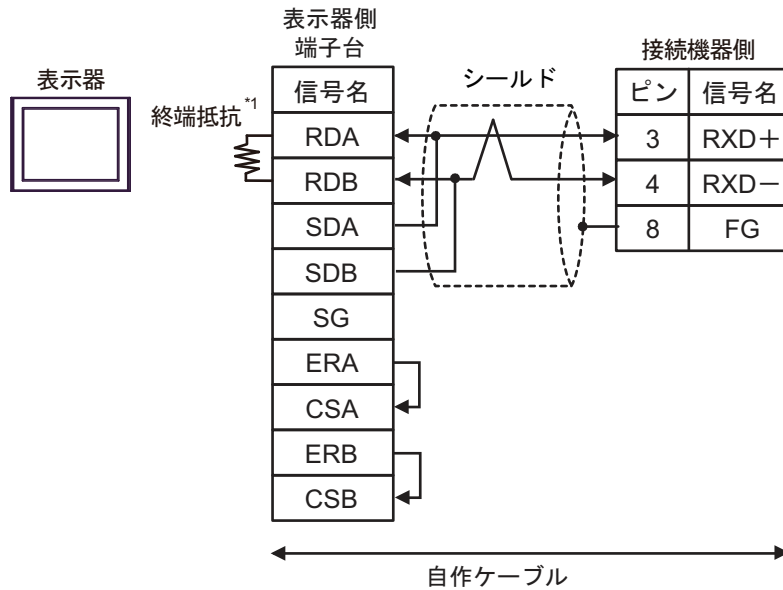 表示器
終端抵抗*1
表示器側
端子台
信号名
RDA
RDB
SDA
SDB
SG
ERA
CSA
ERB
CSB
シールド
接続機器側
ピン 信号名
3 RXD＋
4 RXD－
8 FG
自作ケーブル